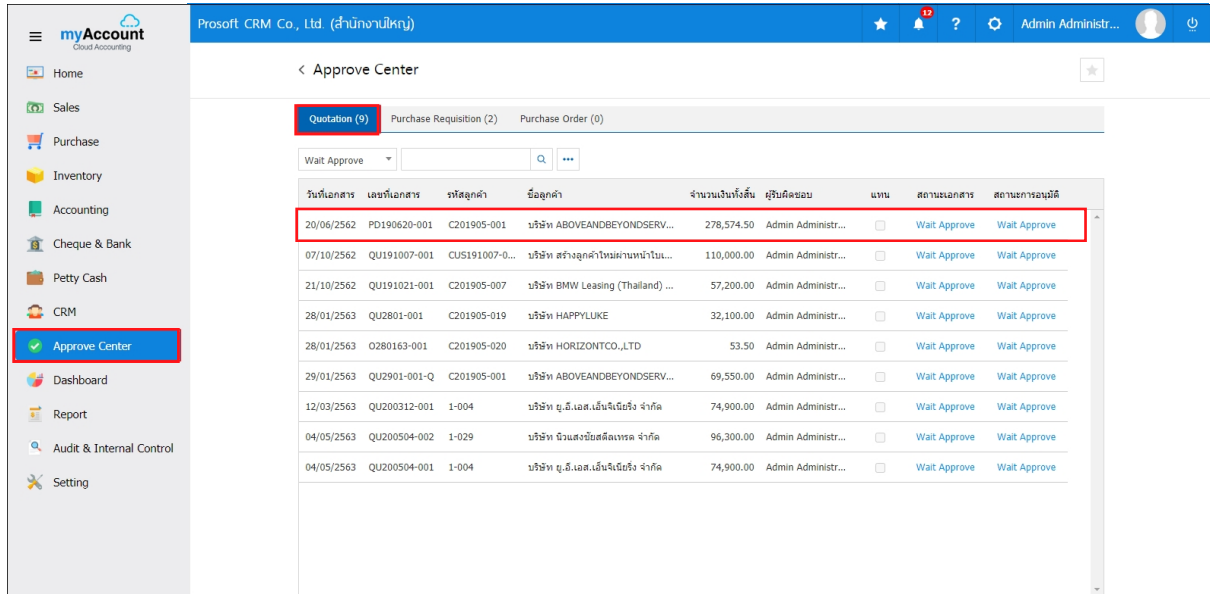 myAccount
Cloud Accounting
Prosoft CRM Co., Ltd. (สำนักงานใหญ่)
12
?
Admin Administr...
Home
Sales
Purchase
Inventory
Accounting
Cheque & Bank
Petty Cash
CRM
Approve Center
Dashboard
Report
Audit & Internal Control
Setting
< Approve Center
Quotation (9) Purchase Requisition (2) Purchase Order (0)
Wait Approve
วันที่เอกสาร เลขที่เอกสาร รหัสลูกค้า ชื่อลูกค้า จำนวนเงินทั้งสิ้น ผู้รับผิดชอบ แทน สถานะเอกสาร สถานะการอนุมัติ
20/06/2562 PD190620-001 C201905-001 บริษัท ABOVEANDBEYONDSERV... 278,574.50 Admin Administr... Wait Approve Wait Approve
07/10/2562 QU191007-001 CUS191007-0... บริษัท สร้างลูกค้าใหม่ผ่านหน้าใบเ... 110,000.00 Admin Administr... Wait Approve Wait Approve
21/10/2562 QU191021-001 C201905-007 บริษัท BMW Leasing (Thailand) ... 57,200.00 Admin Administr... Wait Approve Wait Approve
28/01/2563 QU2801-001 C201905-019 บริษัท HAPPYLUKE 32,100.00 Admin Administr... Wait Approve Wait Approve
28/01/2563 O280163-001 C201905-020 บริษัท HORIZONTCO.,LTD 53.50 Admin Administr... Wait Approve Wait Approve
29/01/2563 QU2901-001-Q C201905-001 บริษัท ABOVEANDBEYONDSERV... 69,550.00 Admin Administr... Wait Approve Wait Approve
12/03/2563 QU200312-001 1-004 บริษัท ยู.อี.เอส.เอ็นจิเนียริ่ง จำกัด 74,900.00 Admin Administr... Wait Approve Wait Approve
04/05/2563 QU200504-002 1-029 บริษัท นิวแสงชัยสตีลเทรด จำกัด 96,300.00 Admin Administr... Wait Approve Wait Approve
04/05/2563 QU200504-001 1-004 บริษัท ยู.อี.เอส.เอ็นจิเนียริ่ง จำกัด 74,900.00 Admin Administr... Wait Approve Wait Approve